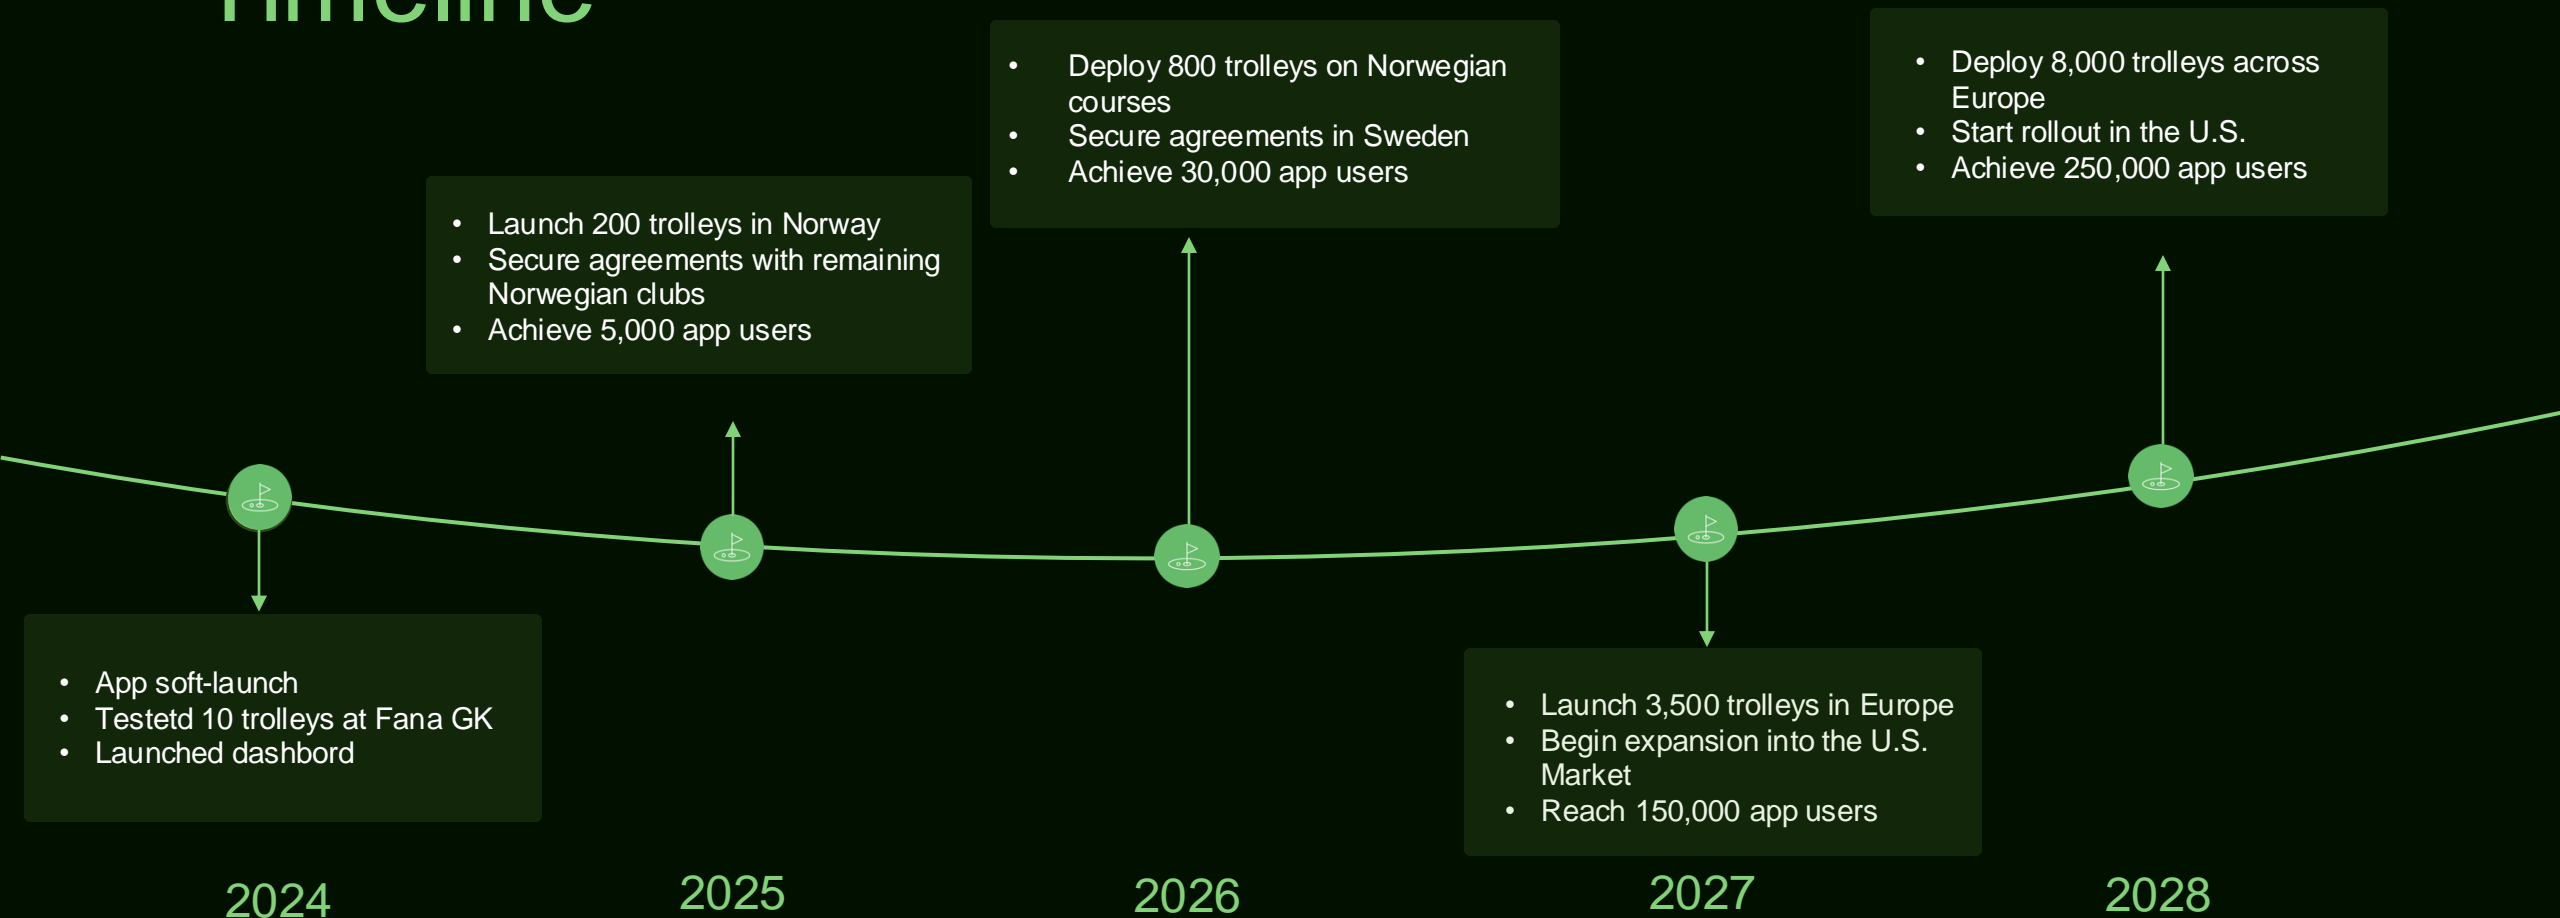 Timeline
• Deploy 800 trolleys on Norwegian
courses
• Secure agreements in Sweden
• Achieve 30,000 app users
• Deploy 8,000 trolleys across
Europe
• Start rollout in the U.S.
• Achieve 250,000 app users
• Launch 200 trolleys in Norway
• Secure agreements with remaining
Norwegian clubs
• Achieve 5,000 app users
• App soft-launch
• Testetd 10 trolleys at Fana GK
• Launched dashbord
• Launch 3,500 trolleys in Europe
• Begin expansion into the U.S.
Market
• Reach 150,000 app users
2024
2025
2026
2027
2028